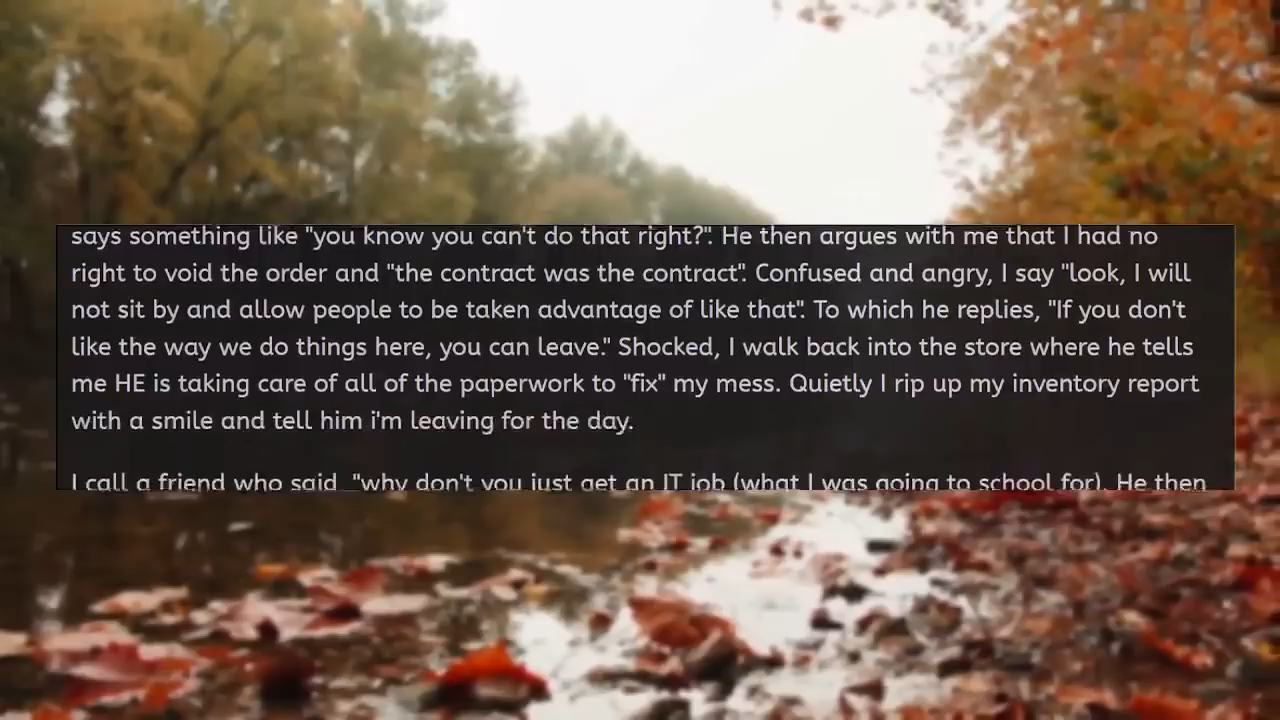 says something like "you know you can't do that right?". He then argues with me that I had no
right to void the order and "the contract was the contract". Confused and angry, I say "look, I will
not sit by and allow people to be taken advantage of like that". To which he replies, "If you don't
like the way we do things here, you can leave." Shocked, I walk back into the store where he tells
me HE is taking care of all of the paperwork to "fix" my mess. Quietly I rip up my inventory report
with a smile and tell him i'm leaving for the day.
I call a friend who said, "why don't you just get an IT job (what I was going to school for). He then